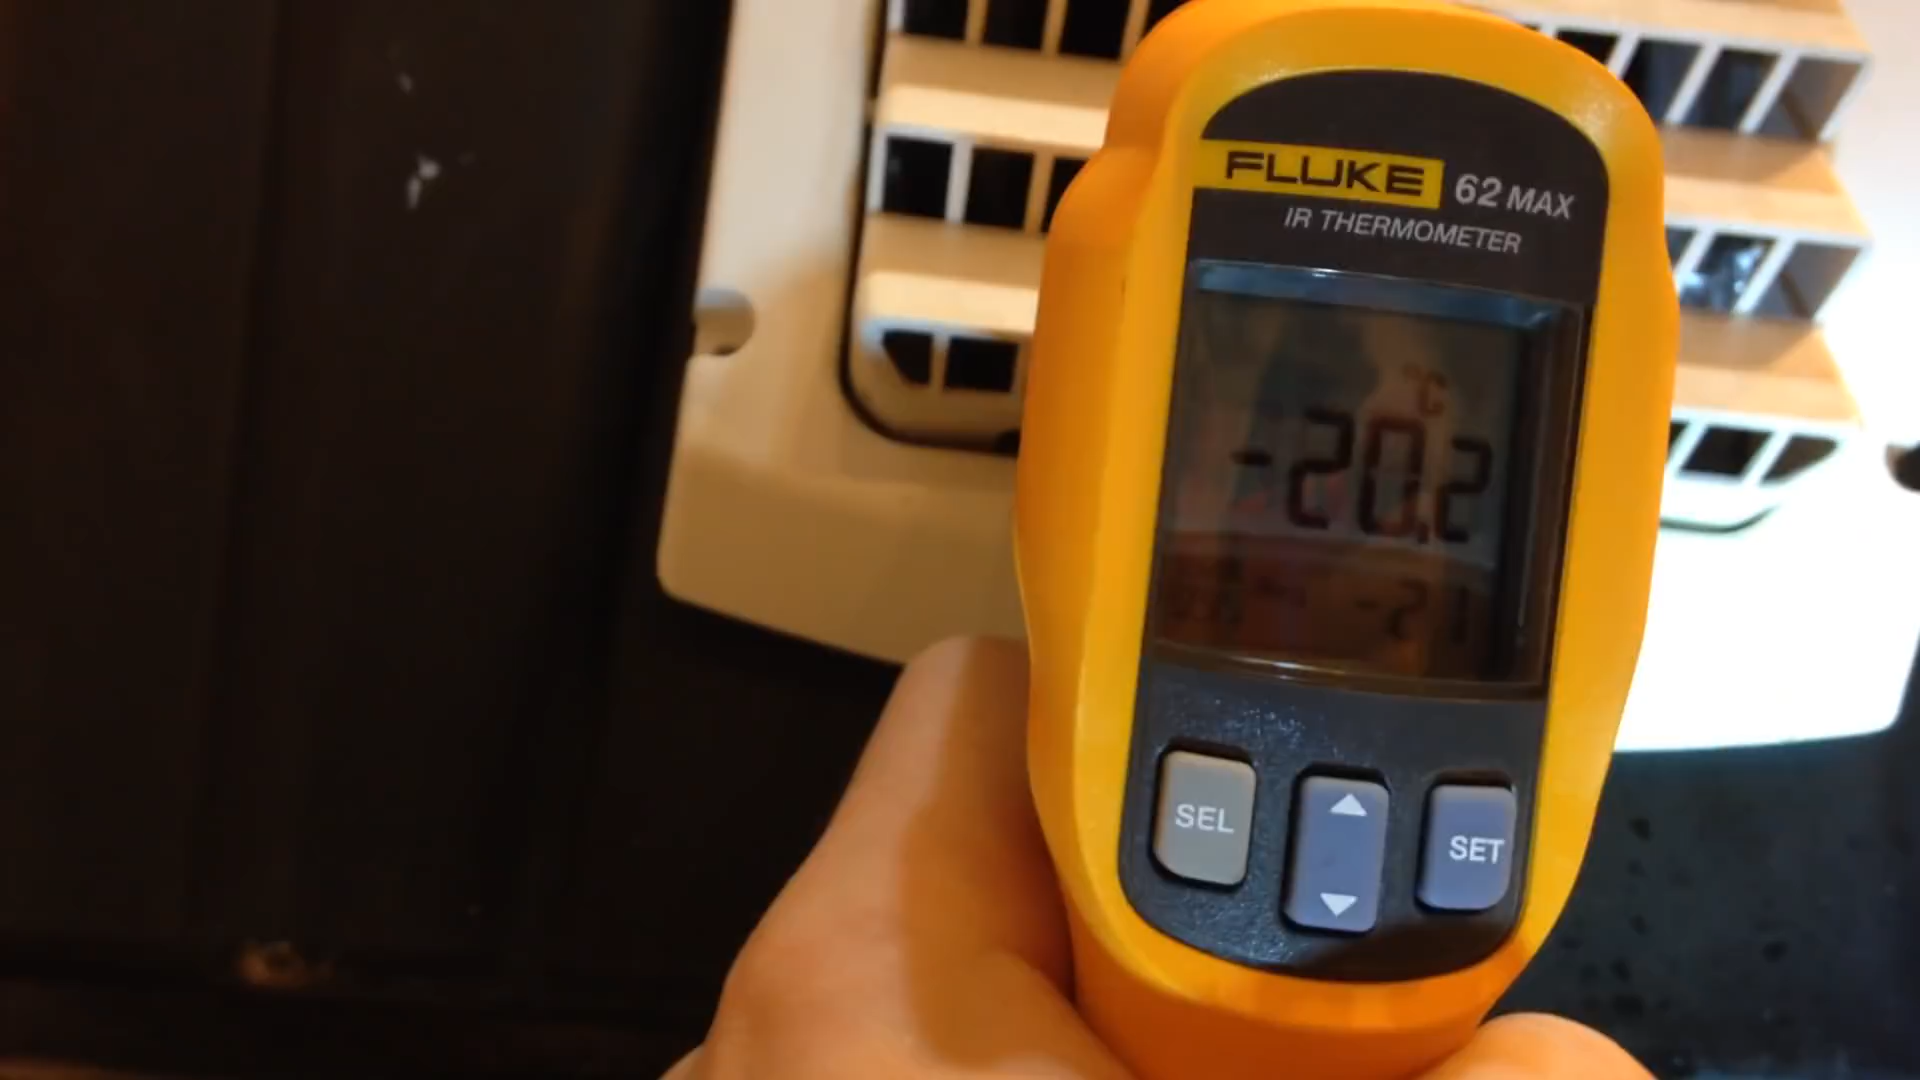 FLUKE 62 MAX
IR THERMOMETER
°C
-20.2
SEL
SET